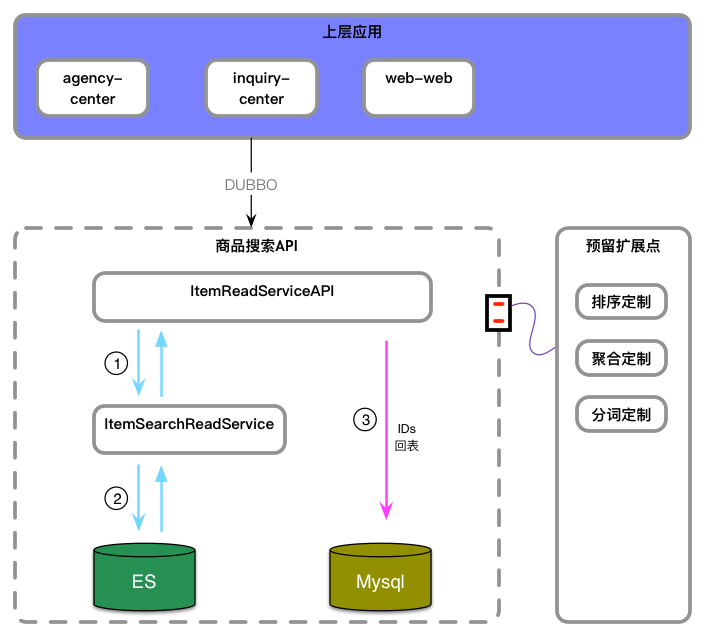 上层应用
agency-
center
inquiry-
center
web-web
DUBBO
商品搜索API
预留扩展点
ItemReadServiceAPI
排序定制
1
聚合定制
ItemSearchReadService
3
IDs
回表
分词定制
2
ES
Mysql